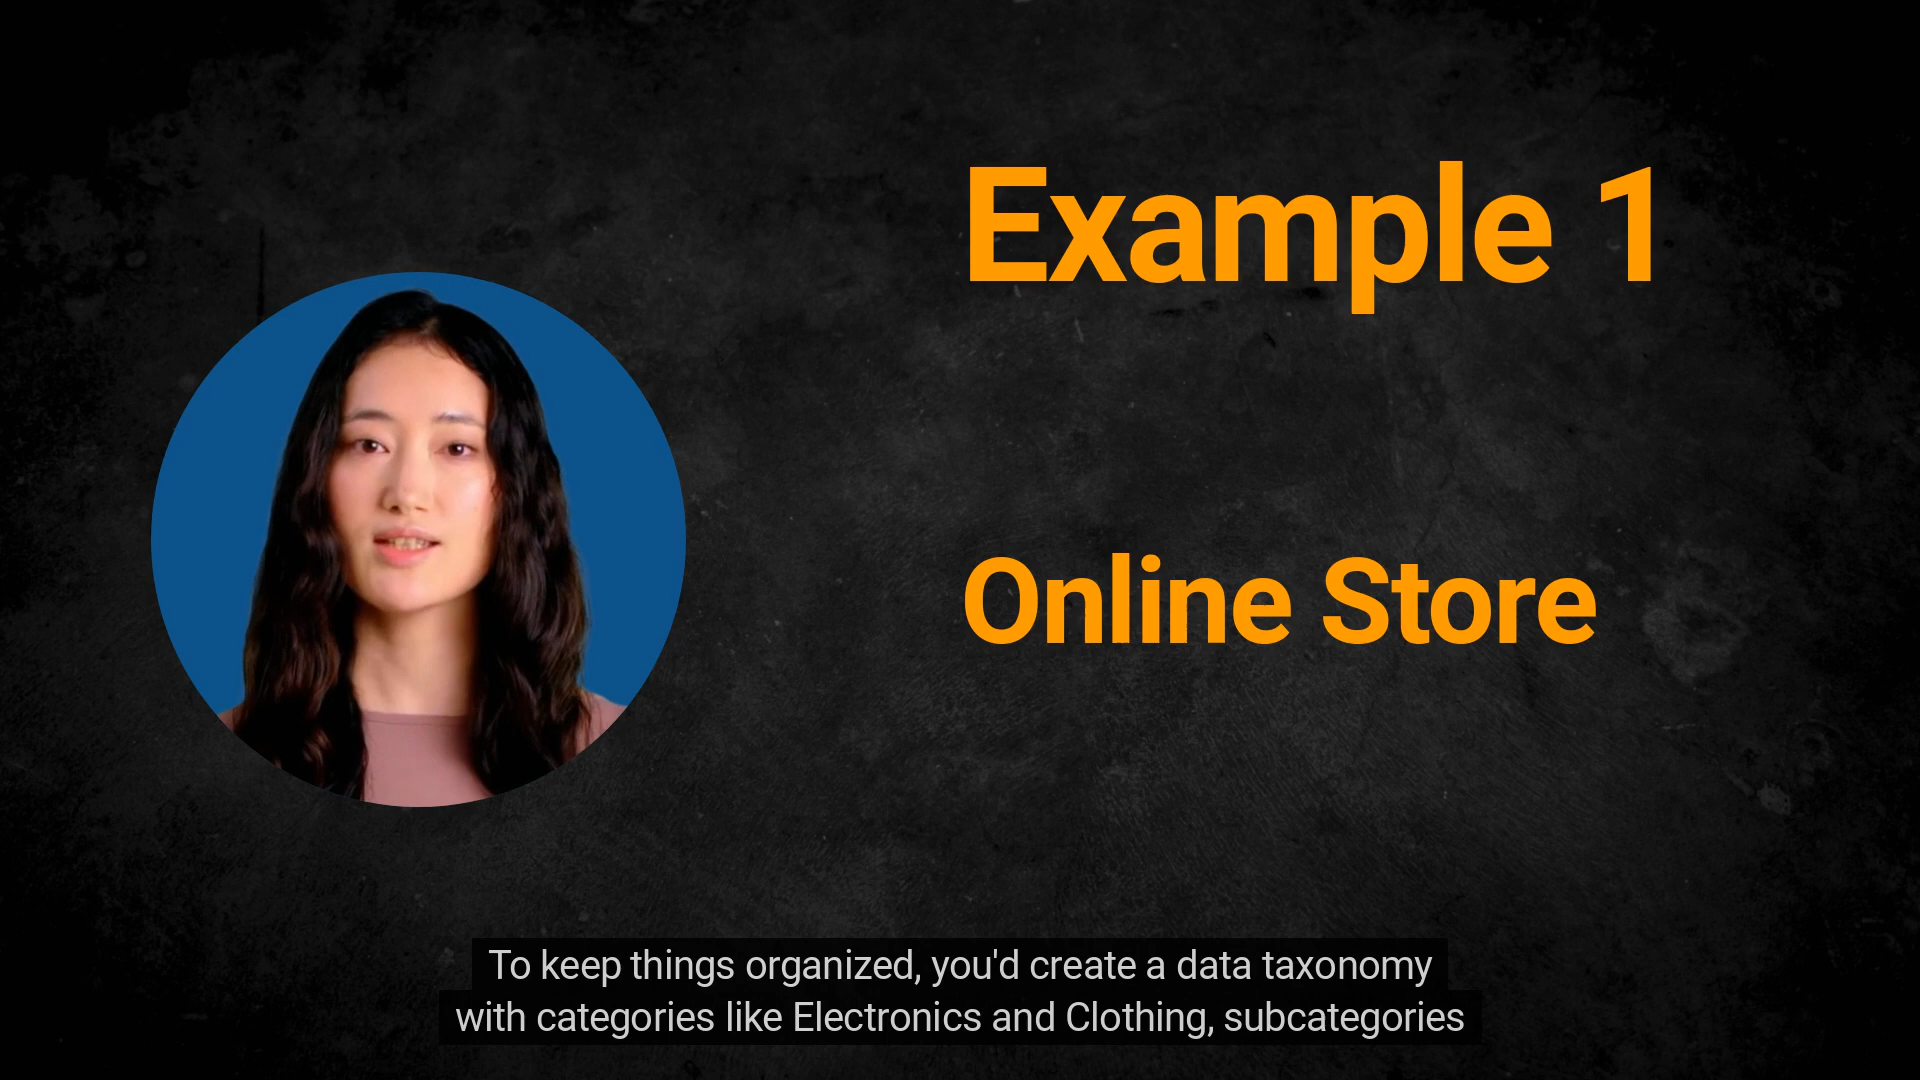 Example 1
Online Store
To keep things organized, you'd create a data taxonomy
with categories like Electronics and Clothing, subcategories